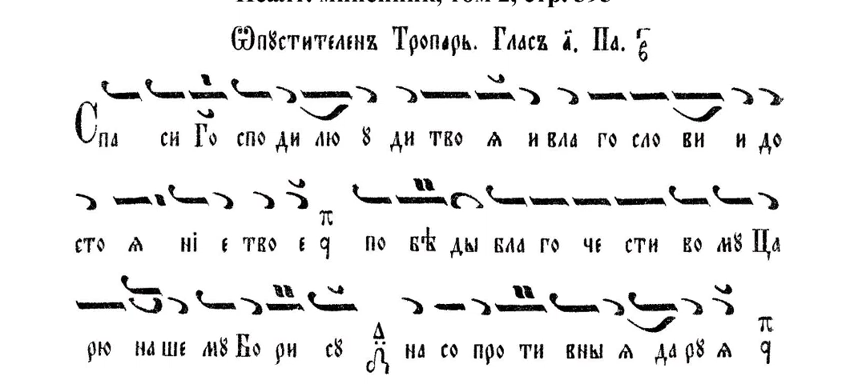 Ѿпꙋстителенъ Тропарь. Гласъ а҃. Па.
Спа си Го спо ди лю ꙋ ди тво ѧ и бла го сло ви и до
сто ѧ нї е тво е по бѣ ды бла го че сти во мꙋ Ца
рю на ше мꙋ Бо ри сꙋ на со про ти вны ѧ да рꙋ ѧ